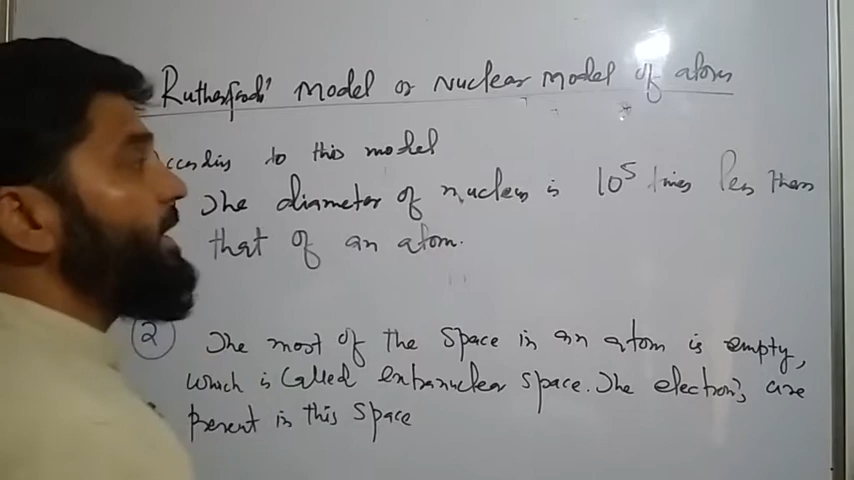 Rutherford's Model or Nuclear model of atom
ccording to this model
The diameter of nucleus is 10⁵ times less than
that of an atom.
2 The most of the space in an atom is empty,
which is called extranuclear space. The electrons are
present in this space